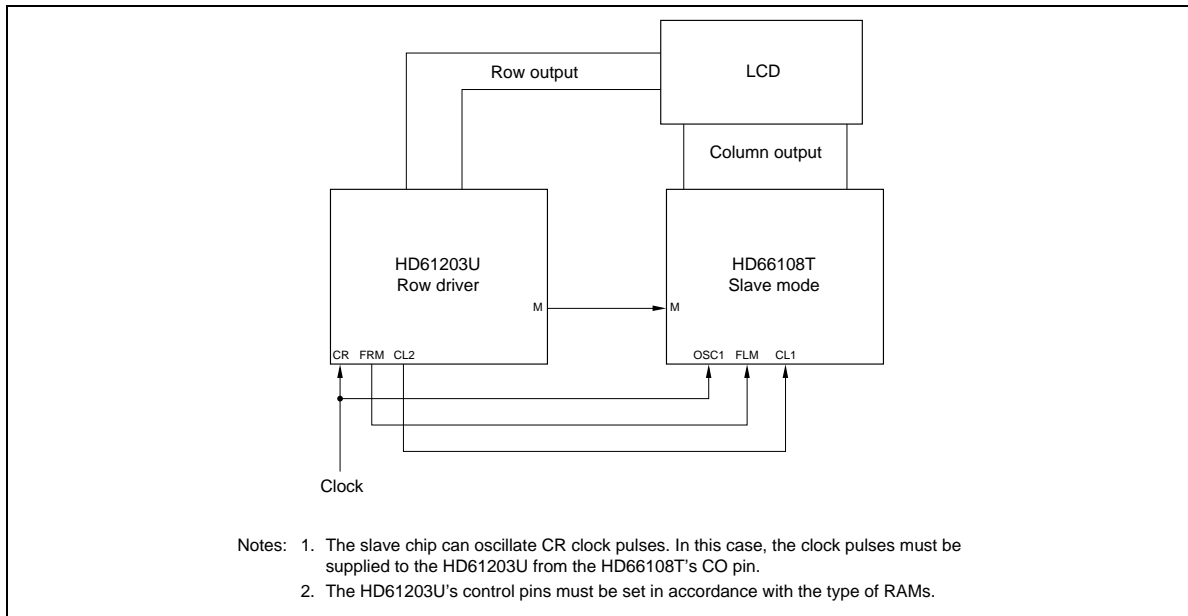 LCD
Row output
Column output
HD61203U
Row driver
HD66108T
Slave mode
M
M
CR FRM CL2
OSC1 FLM CL1
Clock
Notes: 1. The slave chip can oscillate CR clock pulses. In this case, the clock pulses must be
supplied to the HD61203U from the HD66108T's CO pin.
2. The HD61203U's control pins must be set in accordance with the type of RAMs.